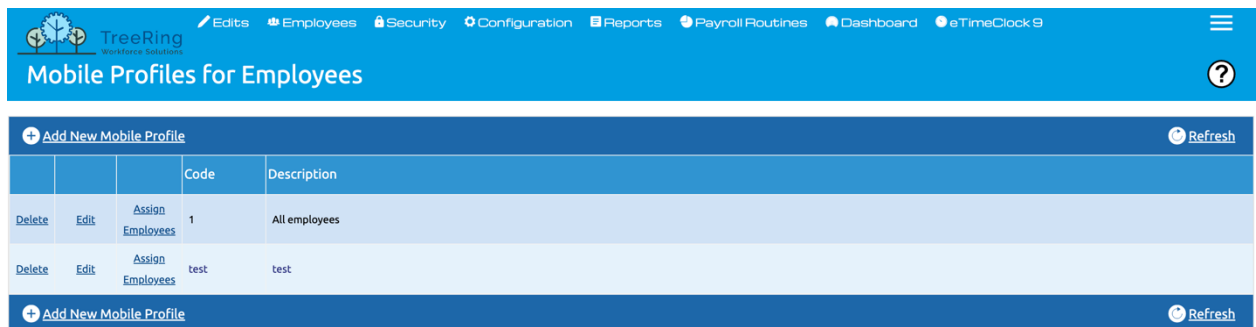 Edits Employees Security Configuration Reports Payroll Routines Dashboard eTimeClock 9
TreeRing
Workforce Solutions
Mobile Profiles for Employees
?
+ Add New Mobile Profile Refresh
Code Description
Delete Edit Assign Employees 1 All employees
Delete Edit Assign Employees test test
+ Add New Mobile Profile Refresh